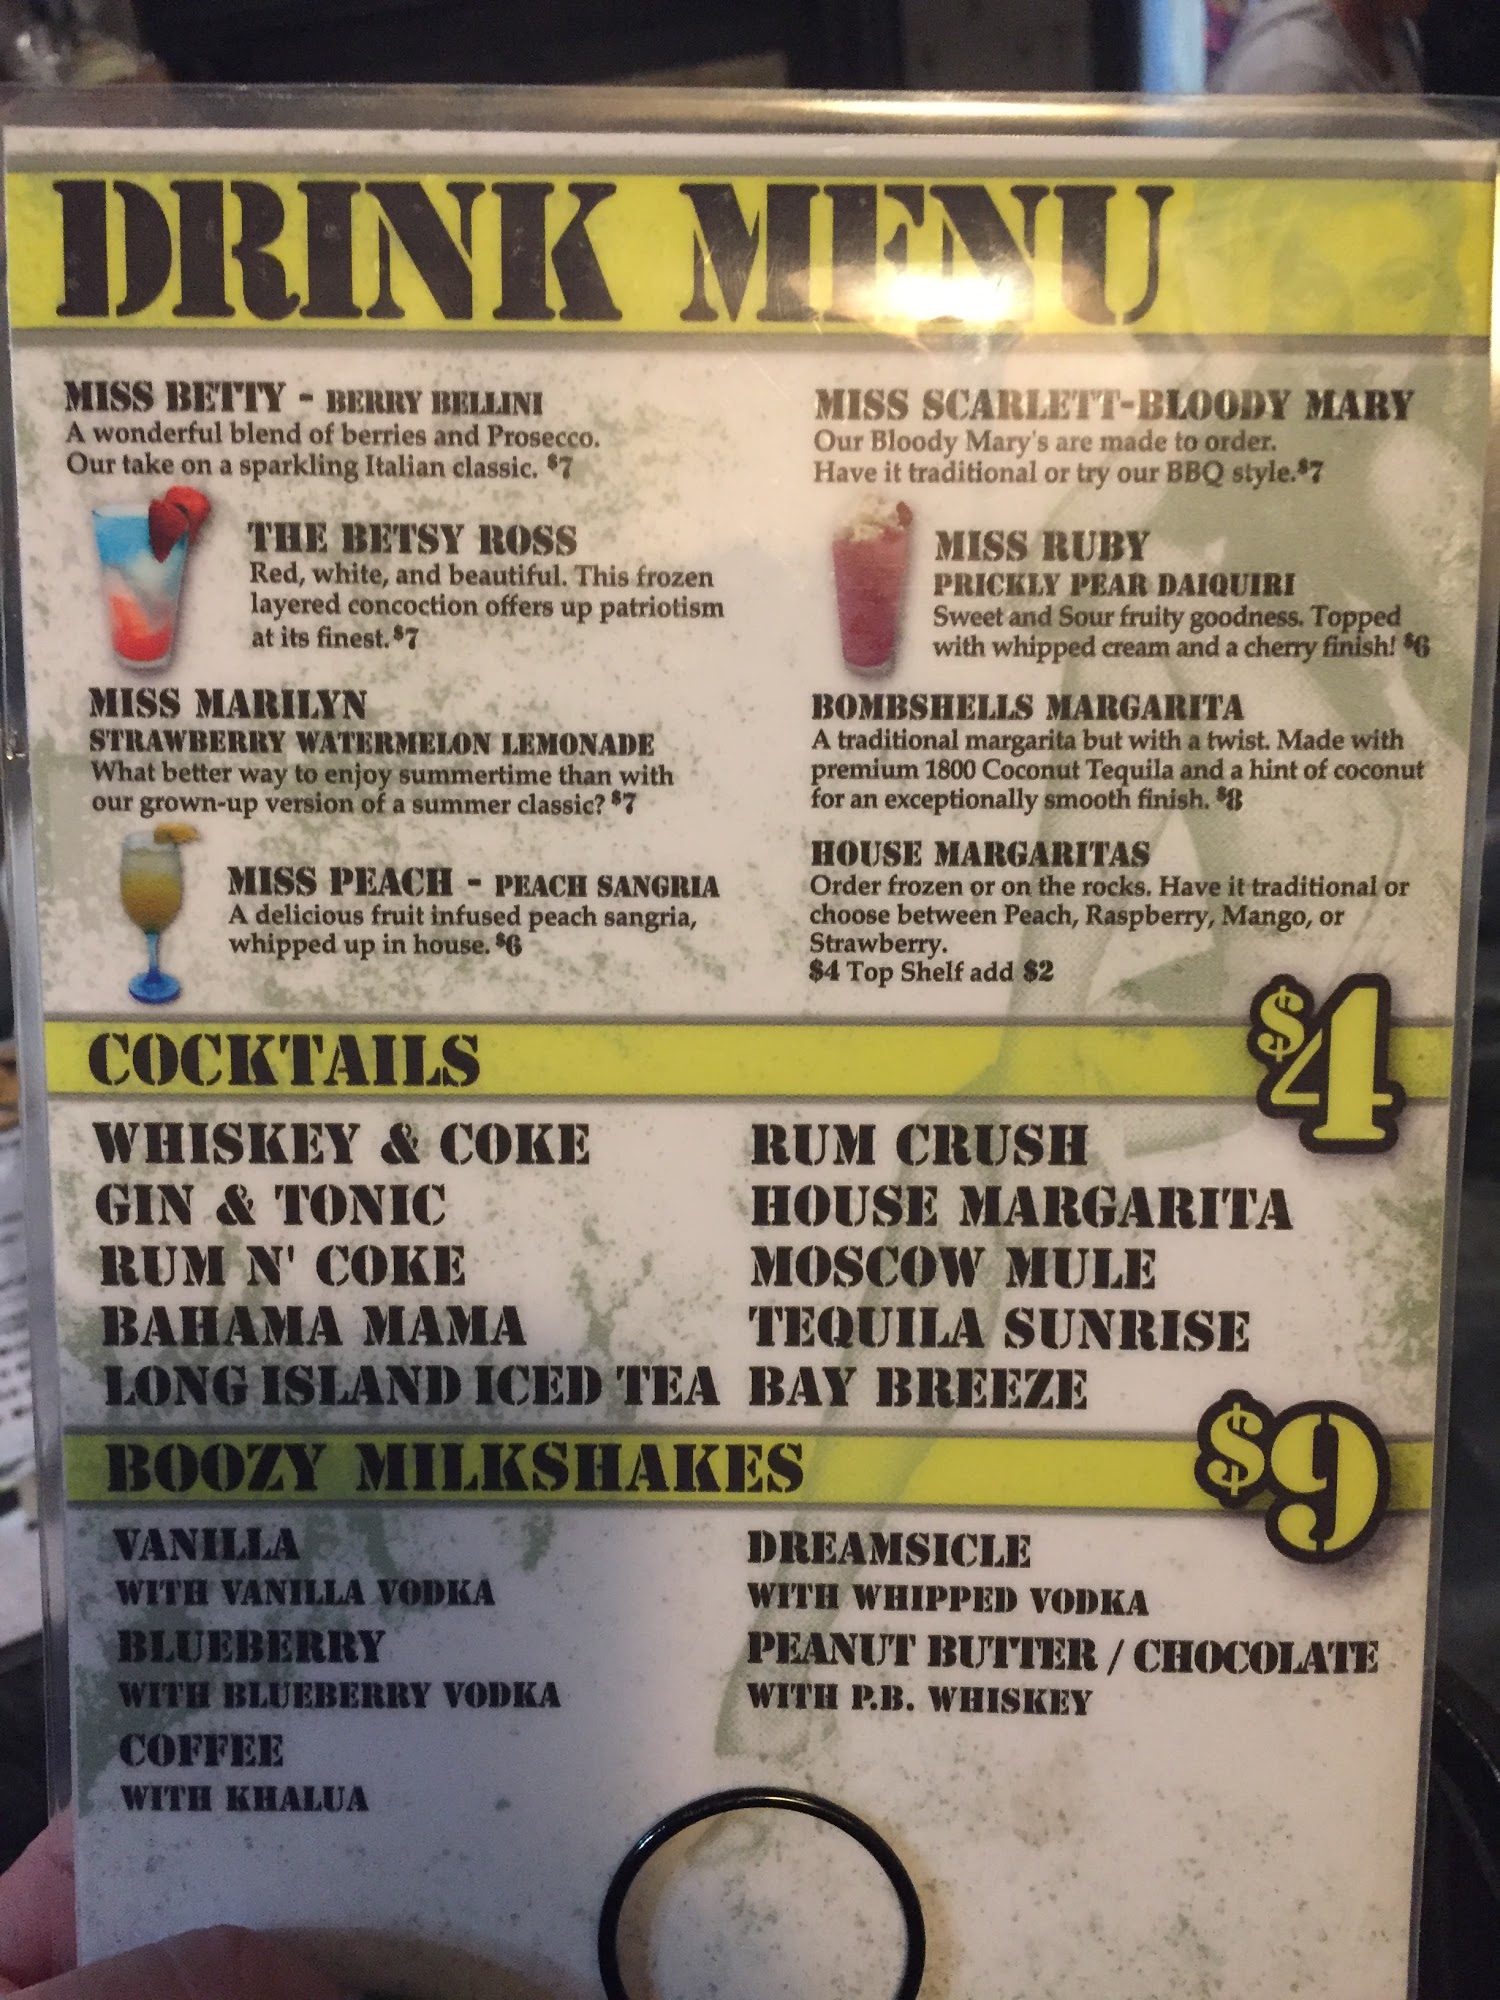 DRINK MENU
MISS BETTY - BERRY BELLINI
A wonderful blend of berries and Prosecco.
Our take on a sparkling Italian classic. $7
THE BETSY ROSS
Red, white, and beautiful. This frozen
layered concoction offers up patriotism
at its finest. $7
MISS MARILYN
STRAWBERRY WATERMELON LEMONADE
What better way to enjoy summertime than with
our grown-up version of a summer classic? $7
MISS PEACH - PEACH SANGRIA
A delicious fruit infused peach sangria,
whipped up in house. $6
MISS SCARLETT-BLOODY MARY
Our Bloody Mary's are made to order.
Have it traditional or try our BBQ style.$7
MISS RUBY
PRICKLY PEAR DAIQUIRI
Sweet and Sour fruity goodness. Topped
with whipped cream and a cherry finish! $6
BOMBSHELLS MARGARITA
A traditional margarita but with a twist. Made with
premium 1800 Coconut Tequila and a hint of coconut
for an exceptionally smooth finish. $8
HOUSE MARGARITAS
Order frozen or on the rocks. Have it traditional or
choose between Peach, Raspberry, Mango, or
Strawberry.
$4 Top Shelf add $2
COCKTAILS
$4
WHISKEY & COKE
GIN & TONIC
RUM N' COKE
BAHAMA MAMA
LONG ISLAND ICED TEA
RUM CRUSH
HOUSE MARGARITA
MOSCOW MULE
TEQUILA SUNRISE
BAY BREEZE
BOOZY MILKSHAKES
$9
VANILLA
WITH VANILLA VODKA
BLUEBERRY
WITH BLUEBERRY VODKA
COFFEE
WITH KHALUA
DREAMSICLE
WITH WHIPPED VODKA
PEANUT BUTTER / CHOCOLATE
WITH P.B. WHISKEY